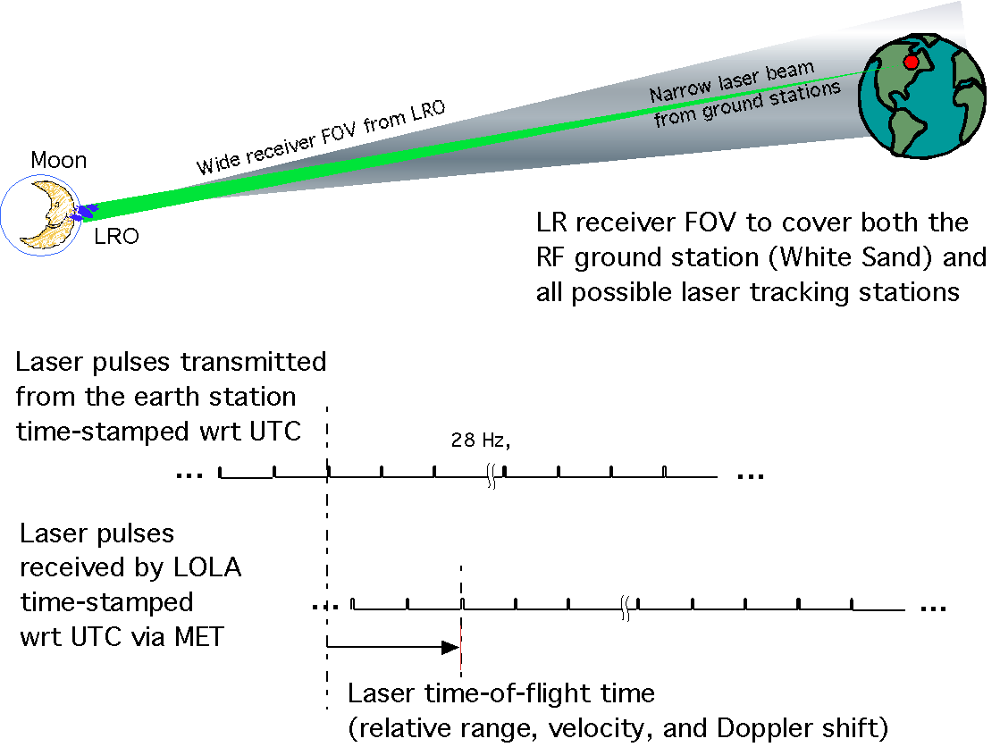 Wide receiver FOV from LRO
Narrow laser beam
from ground stations
Moon
LRO
LR receiver FOV to cover both the
RF ground station (White Sand) and
all possible laser tracking stations
Laser pulses transmitted
from the earth station
time-stamped wrt UTC
28 Hz,
... ...
Laser pulses
received by LOLA
time-stamped
wrt UTC via MET
... ...
Laser time-of-flight time
(relative range, velocity, and Doppler shift)